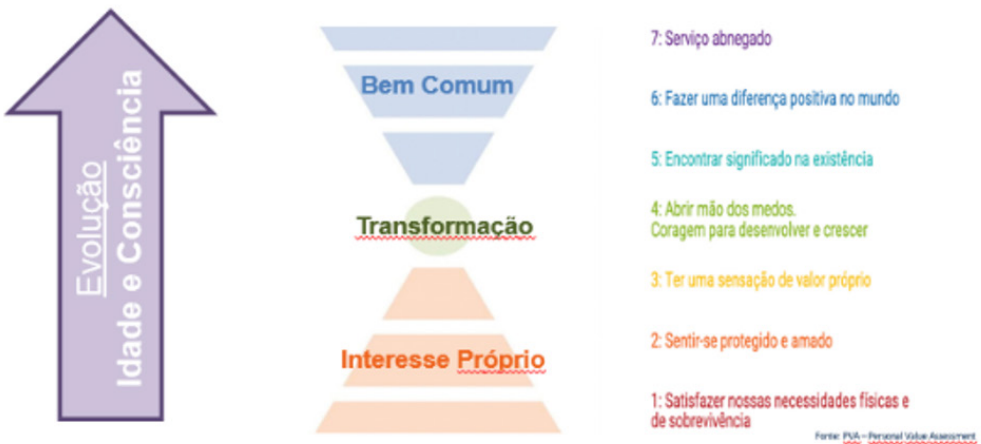 Evolução
Idade e Consciência
Bem Comum
Transformação
Interesse Próprio
7: Serviço abnegado
6: Fazer uma diferença positiva no mundo
5: Encontrar significado na existência
4: Abrir mão dos medos.
Coragem para desenvolver e crescer
3: Ter uma sensação de valor próprio
2: Sentir-se protegido e amado
1: Satisfazer nossas necessidades físicas e
de sobrevivência
Fonte: PVA – Personal Value Assessment